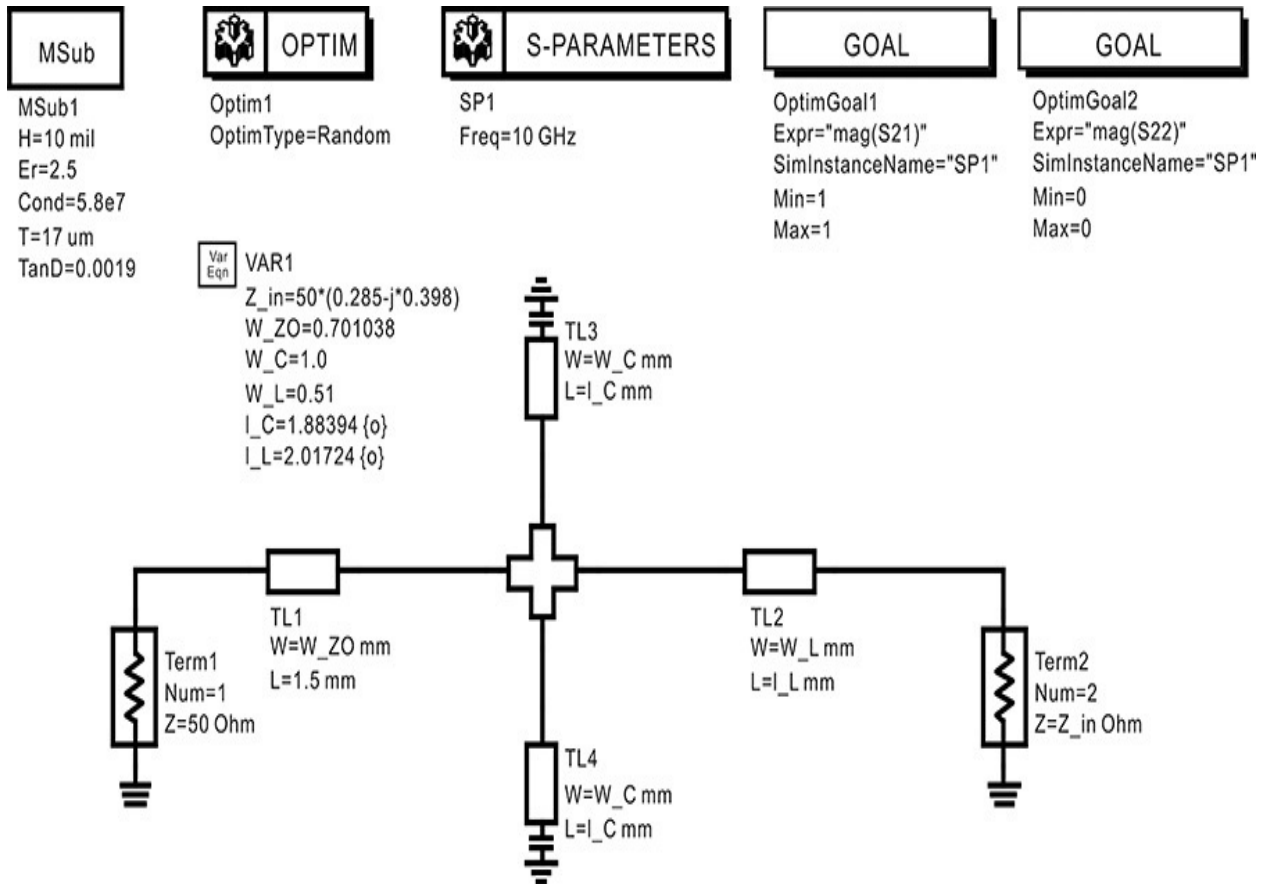 MSub
MSub1
H=10 mil
Er=2.5
Cond=5.8e7
T=17 um
TanD=0.0019
OPTIM
Optim1
OptimType=Random
S-PARAMETERS
SP1
Freq=10 GHz
GOAL
OptimGoal1
Expr="mag(S21)"
SimInstanceName="SP1"
Min=1
Max=1
GOAL
OptimGoal2
Expr="mag(S22)"
SimInstanceName="SP1"
Min=0
Max=0
Var
Eqn
VAR1
Z_in=50*(0.285-j*0.398)
W_ZO=0.701038
W_C=1.0
W_L=0.51
l_C=1.88394 {o}
l_L=2.01724 {o}
TL3
W=W_C mm
L=l_C mm
TL1
W=W_ZO mm
L=1.5 mm
TL2
W=W_L mm
L=l_L mm
Term1
Num=1
Z=50 Ohm
Term2
Num=2
Z=Z_in Ohm
TL4
W=W_C mm
L=l_C mm